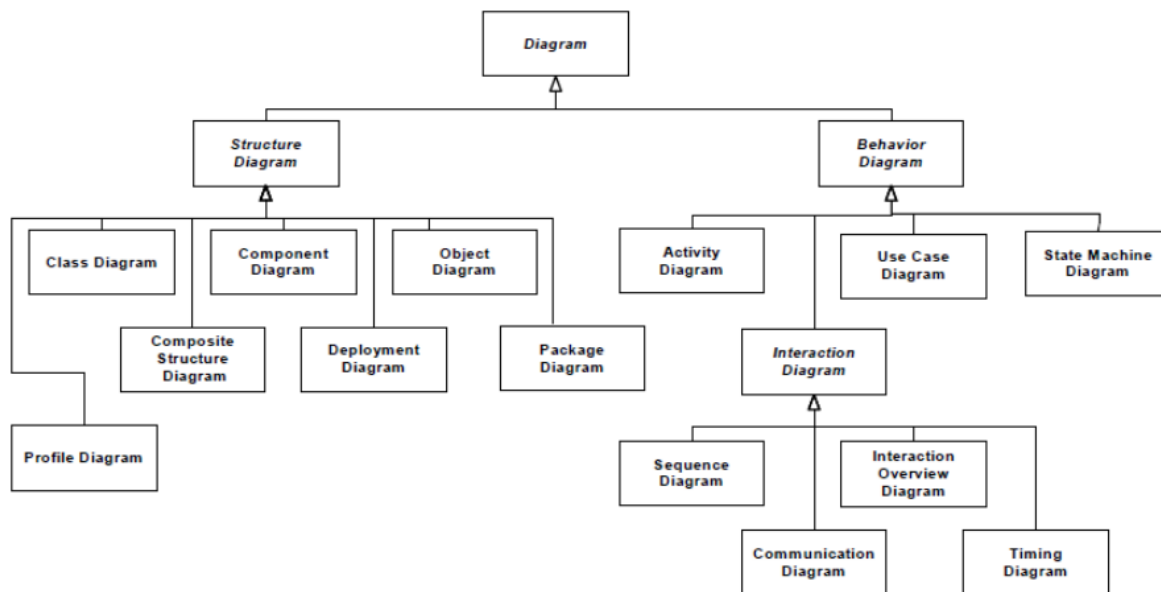 Diagram
Structure
Diagram
Behavior
Diagram
Class Diagram
Component
Diagram
Object
Diagram
Activity
Diagram
Use Case
Diagram
State Machine
Diagram
Composite
Structure
Diagram
Deployment
Diagram
Package
Diagram
Interaction
Diagram
Profile Diagram
Sequence
Diagram
Interaction
Overview
Diagram
Communication
Diagram
Timing
Diagram